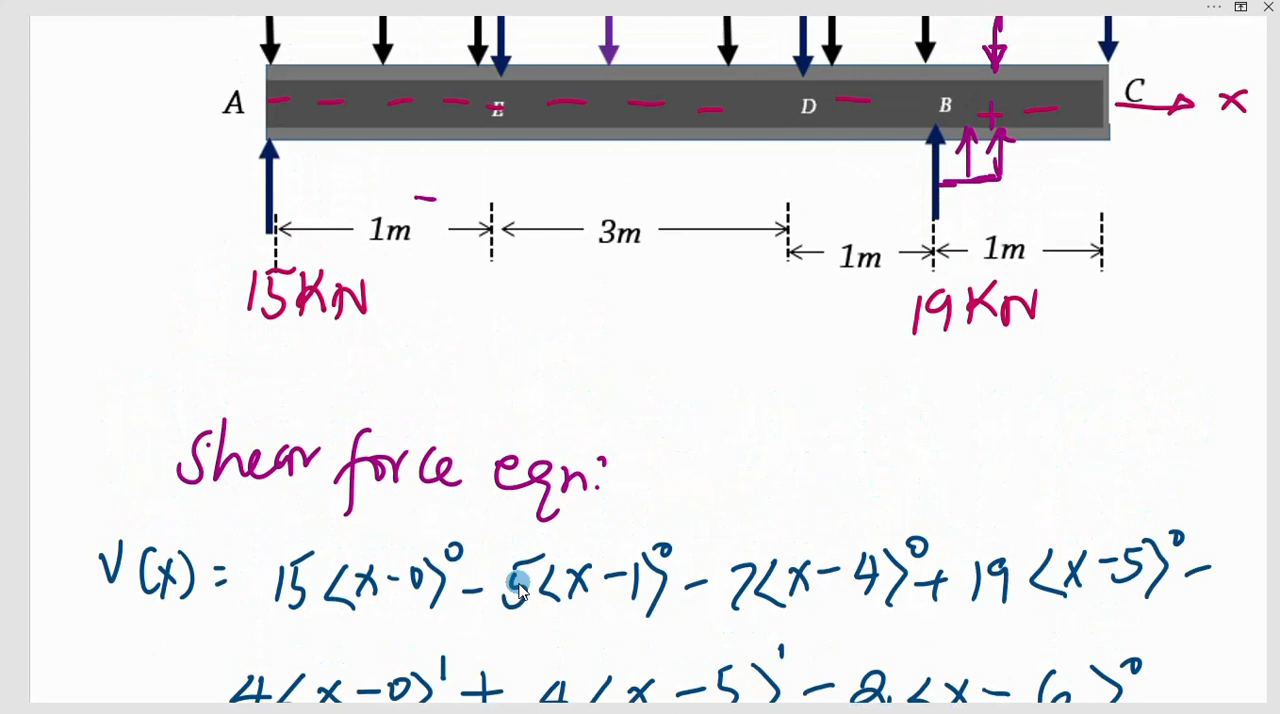 A E D B + C x
1m 3m 1m 1m
15KN 19KN
Shear force eqn:
V(x) = 15<x-0)^0 - 5<x-1)^0 - 7<x-4)^0 + 19<x-5)^0 -
4<x-0)^1 + 4<x-5)^1 - 2<x-6)^0